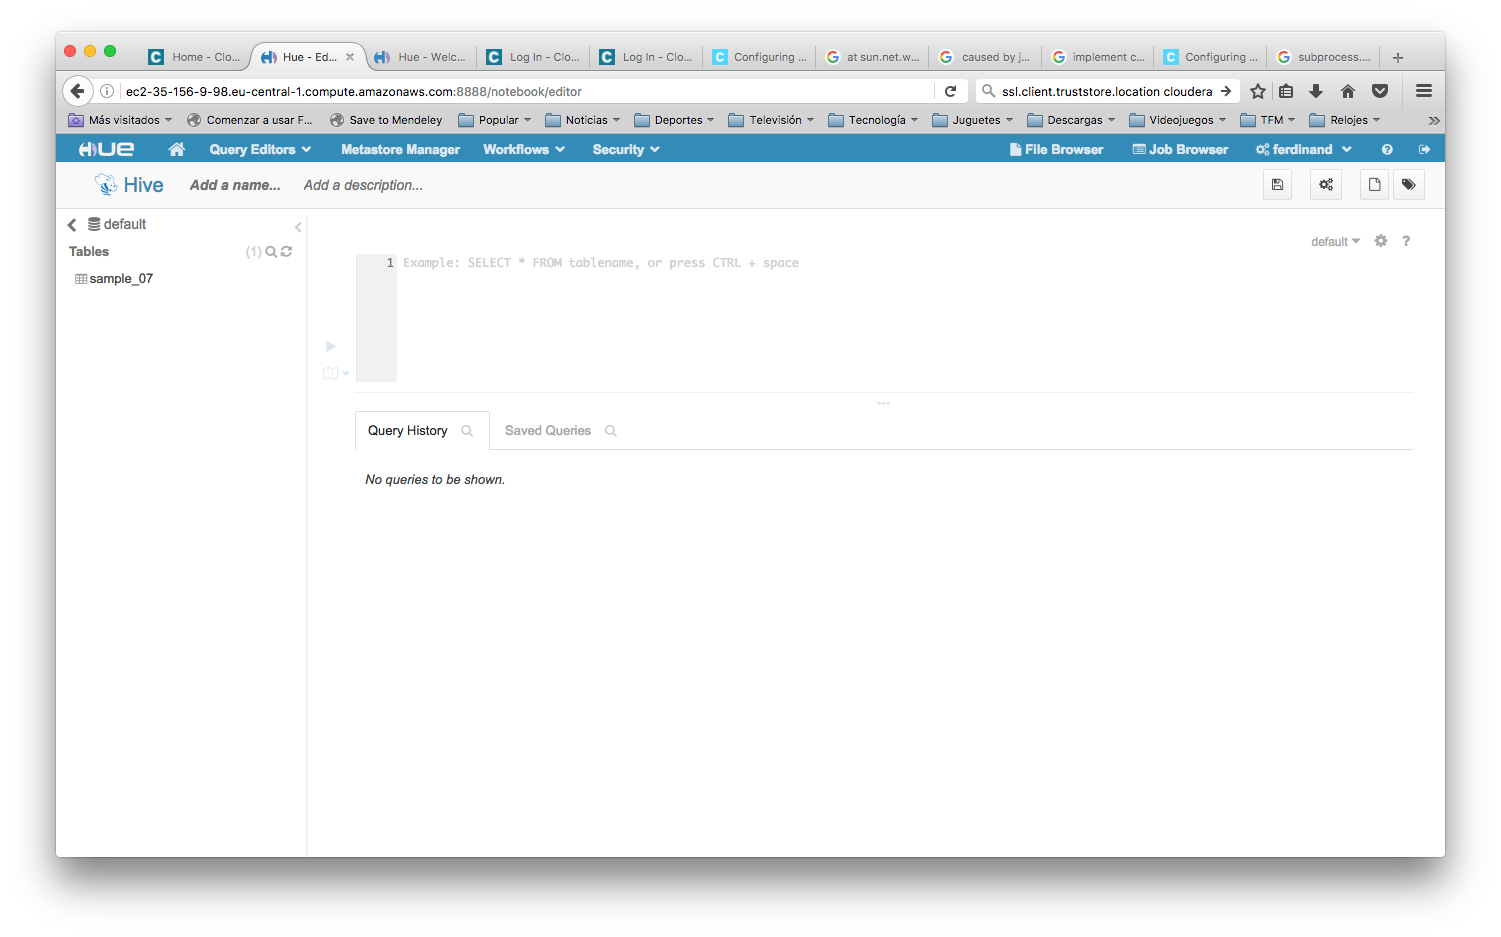 Home - Clo...
Hue - Ed...
Hue - Welc...
Log In - Clo...
Log In - Clo...
Configuring ...
at sun.net.w...
caused by j...
implement c...
Configuring ...
subprocess....
ec2-35-156-9-98.eu-central-1.compute.amazonaws.com:8888/notebook/editor
ssl.client.truststore.location cloudera
Más visitados
Comenzar a usar F...
Save to Mendeley
Popular
Noticias
Deportes
Televisión
Tecnología
Juguetes
Descargas
Videojuegos
TFM
Relojes
HUE
Query Editors
Metastore Manager
Workflows
Security
File Browser
Job Browser
ferdinand
Hive
Add a name...
Add a description...
default
Tables
(1)
sample_07
default
1 Example: SELECT * FROM tablename, or press CTRL + space
Query History
Saved Queries
No queries to be shown.